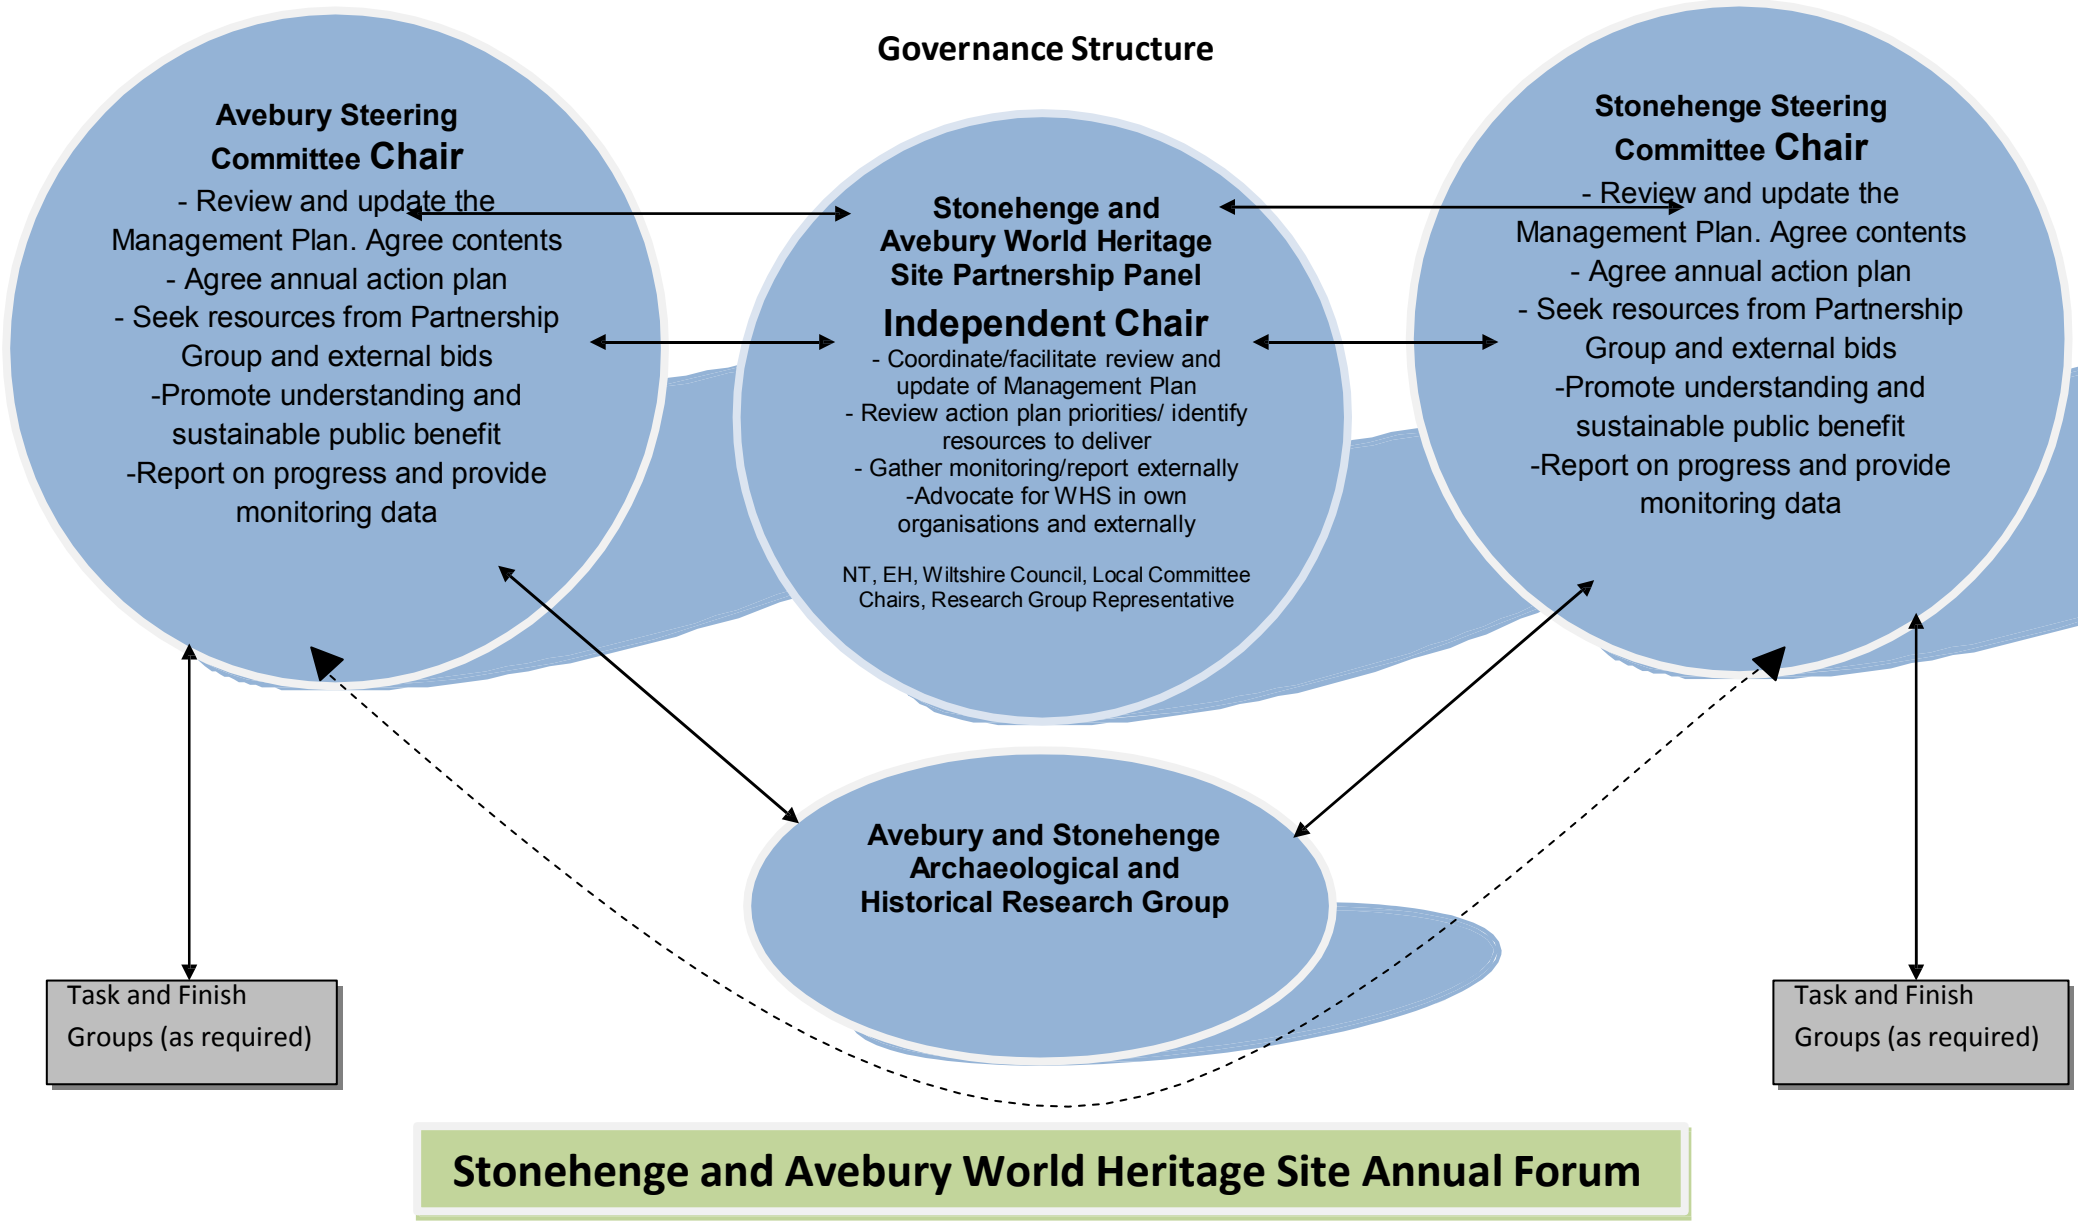 Governance Structure
Avebury Steering
Committee Chair
- Review and update the
Management Plan. Agree contents
- Agree annual action plan
- Seek resources from Partnership
Group and external bids
-Promote understanding and
sustainable public benefit
-Report on progress and provide
monitoring data
Stonehenge and
Avebury World Heritage
Site Partnership Panel
Independent Chair
- Coordinate/facilitate review and
update of Management Plan
- Review action plan priorities/ identify
resources to deliver
- Gather monitoring/report externally
-Advocate for WHS in own
organisations and externally
NT, EH, Wiltshire Council, Local Committee
Chairs, Research Group Representative
Stonehenge Steering
Committee Chair
- Review and update the
Management Plan. Agree contents
- Agree annual action plan
- Seek resources from Partnership
Group and external bids
-Promote understanding and
sustainable public benefit
-Report on progress and provide
monitoring data
Avebury and Stonehenge
Archaeological and
Historical Research Group
Task and Finish
Groups (as required)
Task and Finish
Groups (as required)
Stonehenge and Avebury World Heritage Site Annual Forum